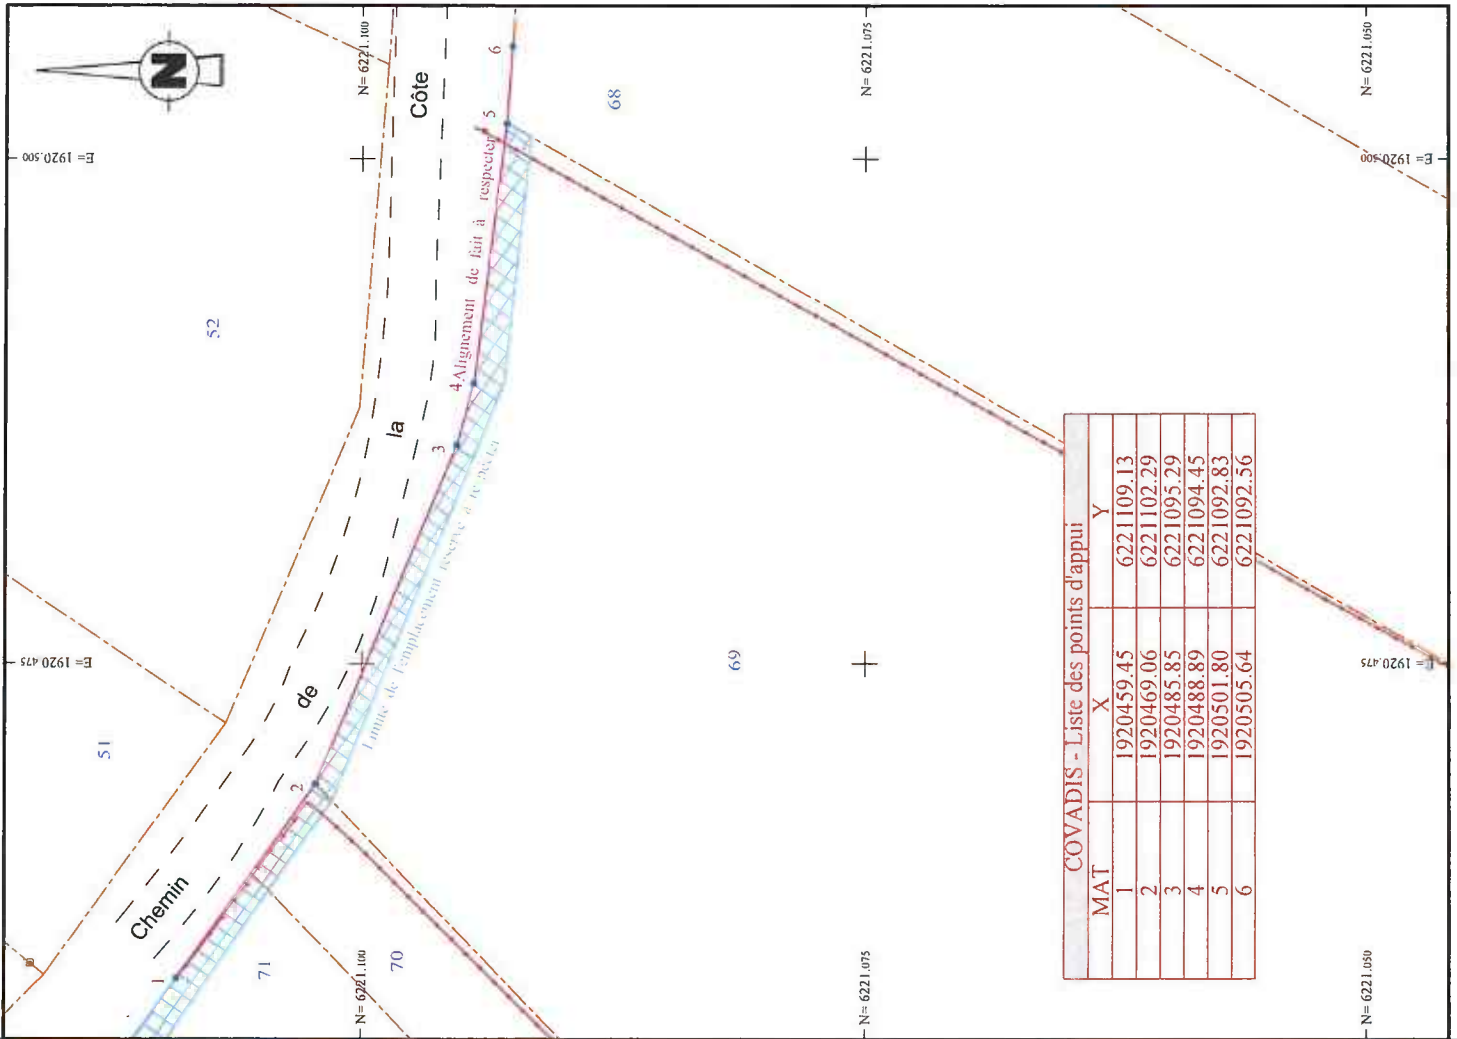 N
E= 1920.500
E= 1920.475
N= 6221.100
N= 6221.075
N= 6221.050
N= 6221.100
N= 6221.075
N= 6221.050
E= 1920.500
E= 1920.475
51
52
68
69
70
71
Chemin
de
la
Côte
1
2
3
4
5
6
Alignement de fait à respecter
Limite de l'emplacement réservé à
COVADIS - Liste des points d'appui
MAT X Y
1 1920459.45 6221109.13
2 1920469.06 6221102.29
3 1920485.85 6221095.29
4 1920488.89 6221094.45
5 1920501.80 6221092.83
6 1920505.64 6221092.56